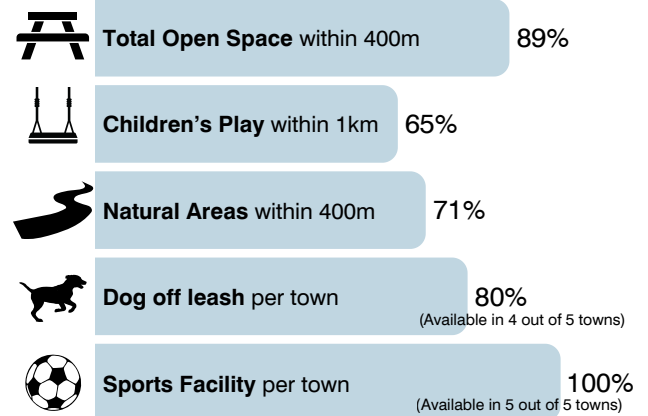 Total Open Space within 400m 89%
Children's Play within 1km 65%
Natural Areas within 400m 71%
Dog off leash per town 80%
(Available in 4 out of 5 towns)
Sports Facility per town 100%
(Available in 5 out of 5 towns)